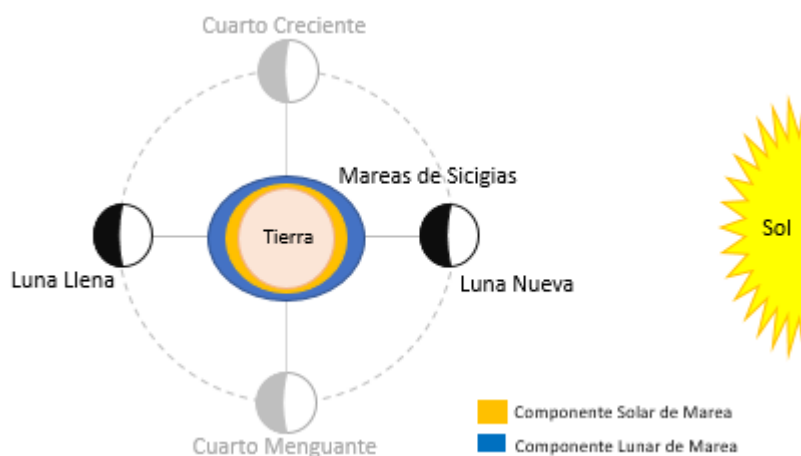 Cuarto Creciente
Mareas de Sicigias
Tierra
Sol
Luna Llena
Luna Nueva
Componente Solar de Marea
Cuarto Menguante
Componente Lunar de Marea